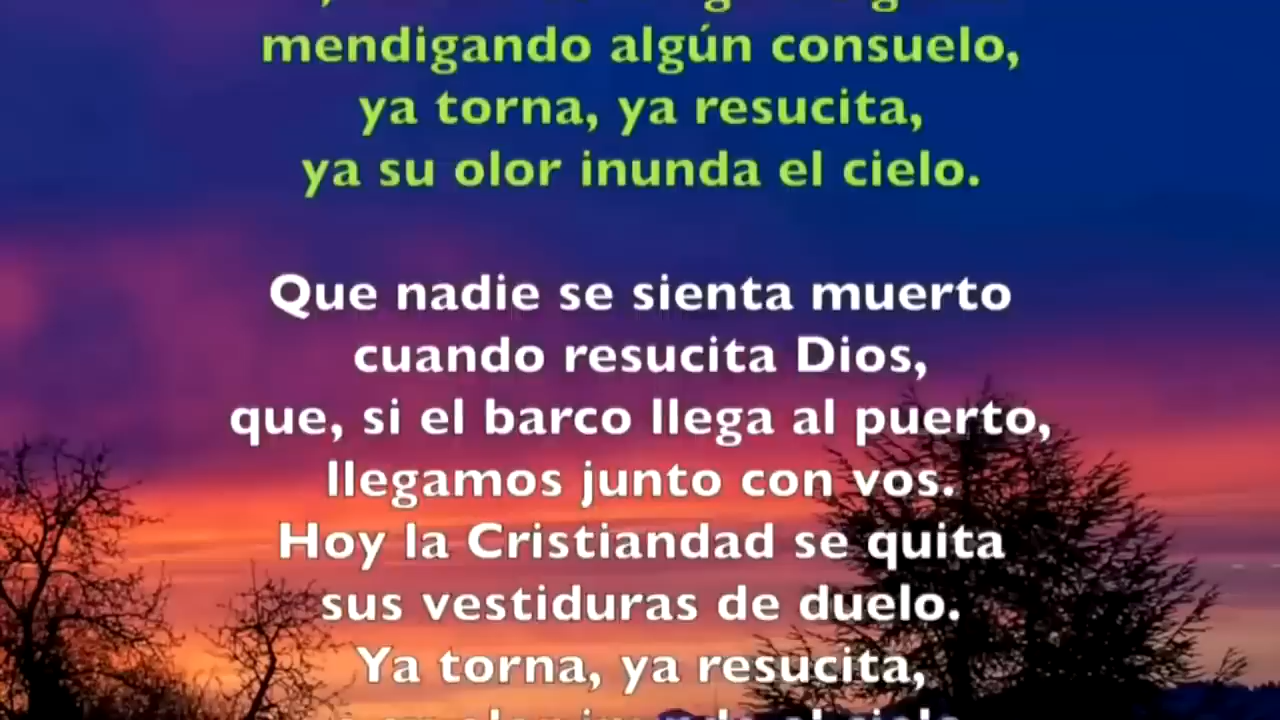 mendigando algún consuelo,
ya torna, ya resucita,
ya su olor inunda el cielo.
Que nadie se sienta muerto
cuando resucita Dios,
que, si el barco llega al puerto,
llegamos junto con vos.
Hoy la Cristiandad se quita
sus vestiduras de duelo.
Ya torna, ya resucita,